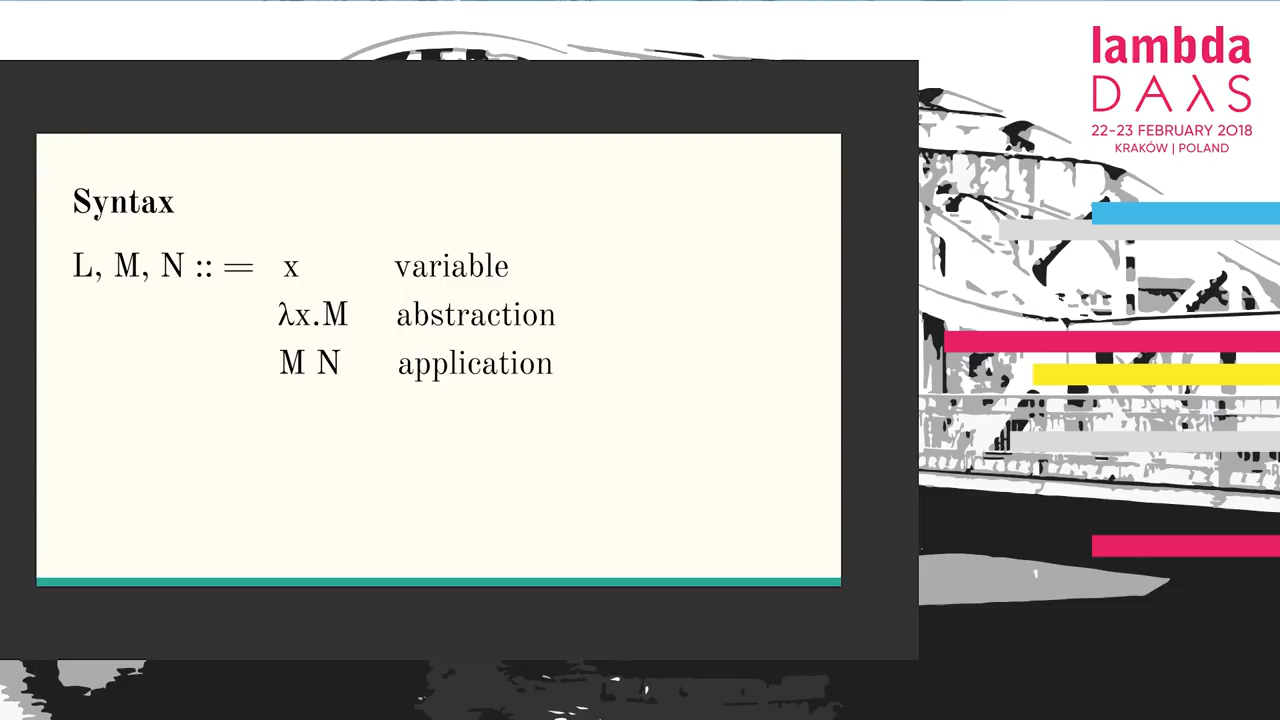 lambda
DAλS
22-23 FEBRUARY 2018
KRAKÓW | POLAND
Syntax
L, M, N :: = x variable
λx.M abstraction
M N application